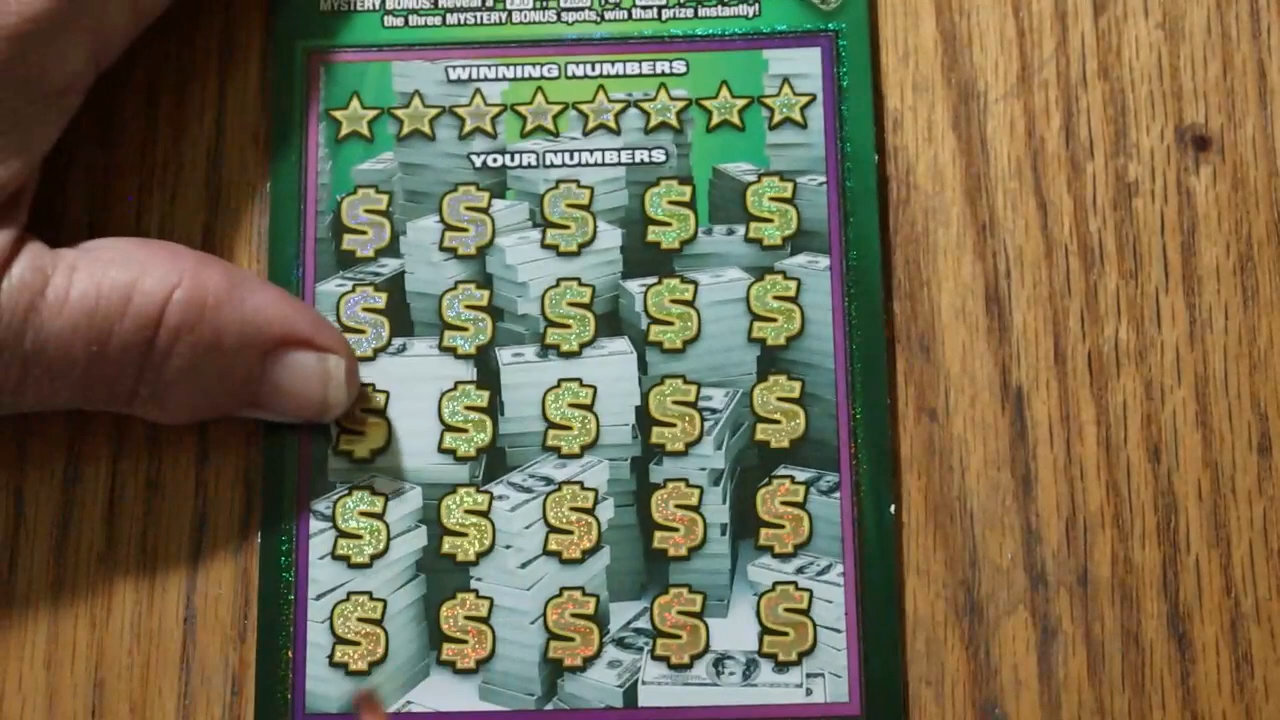 MYSTERY BONUS: Reveal a
the three MYSTERY BONUS spots, win that prize instantly!
WINNING NUMBERS
YOUR NUMBERS